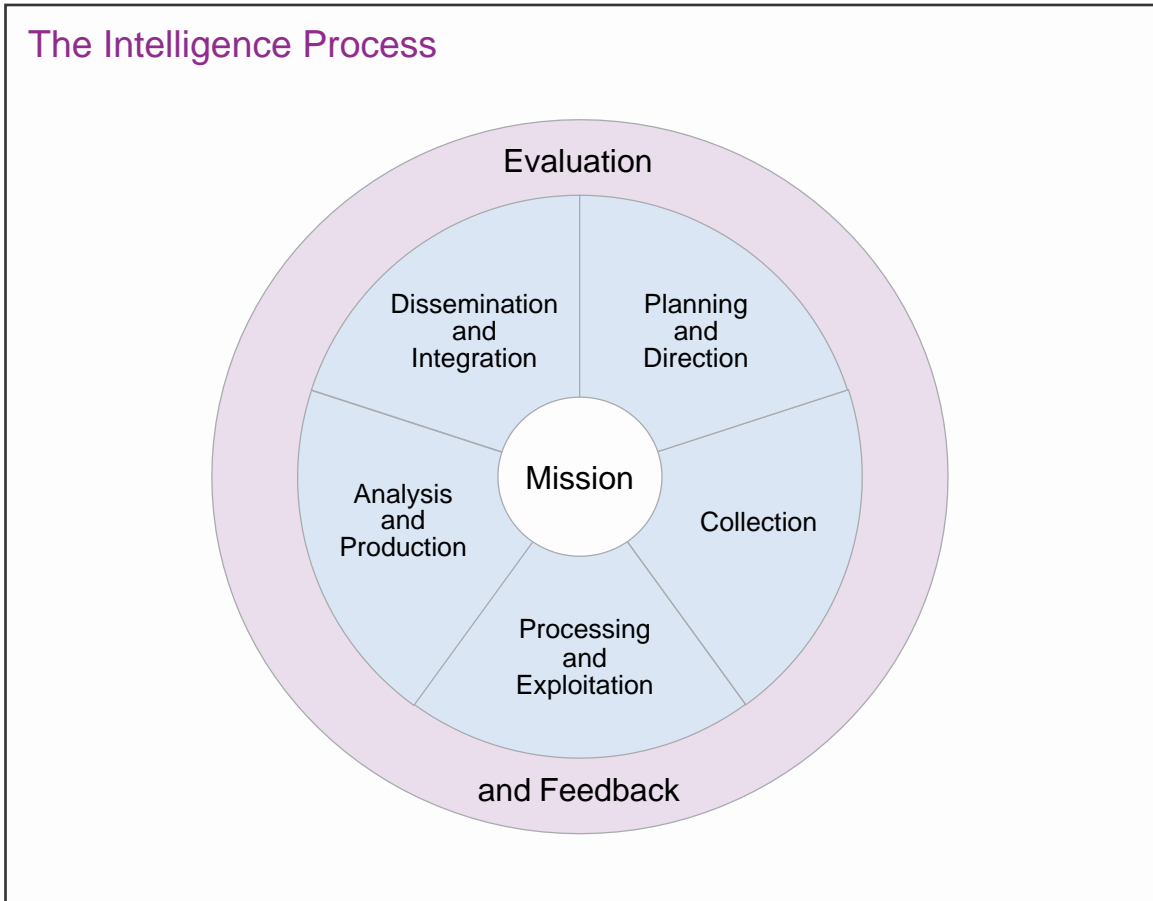 The Intelligence Process
Evaluation
Dissemination
and
Integration
Planning
and
Direction
Mission
Analysis
and
Production
Collection
Processing
and
Exploitation
and Feedback